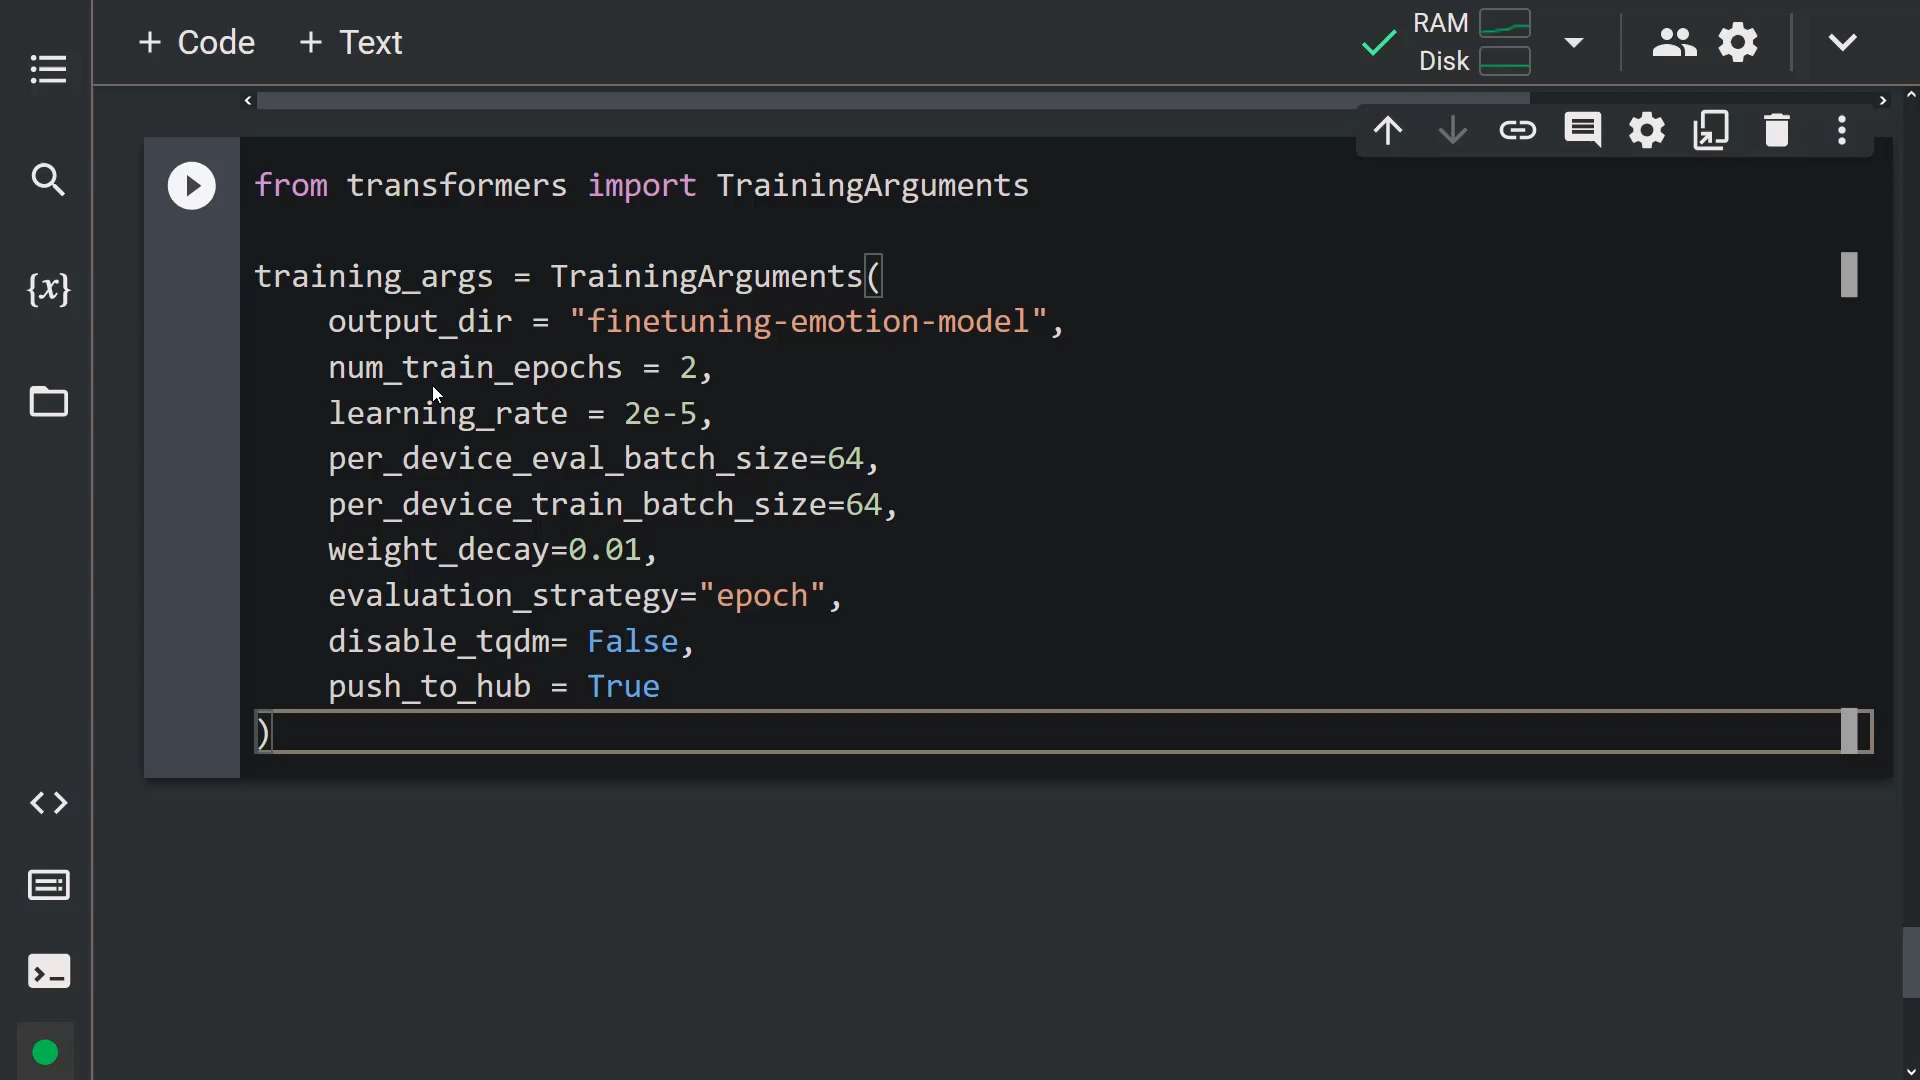 + Code + Text
RAM
Disk
{x}
from transformers import TrainingArguments
training_args = TrainingArguments(
output_dir = "finetuning-emotion-model",
num_train_epochs = 2,
learning_rate = 2e-5,
per_device_eval_batch_size=64,
per_device_train_batch_size=64,
weight_decay=0.01,
evaluation_strategy="epoch",
disable_tqdm= False,
push_to_hub = True
)